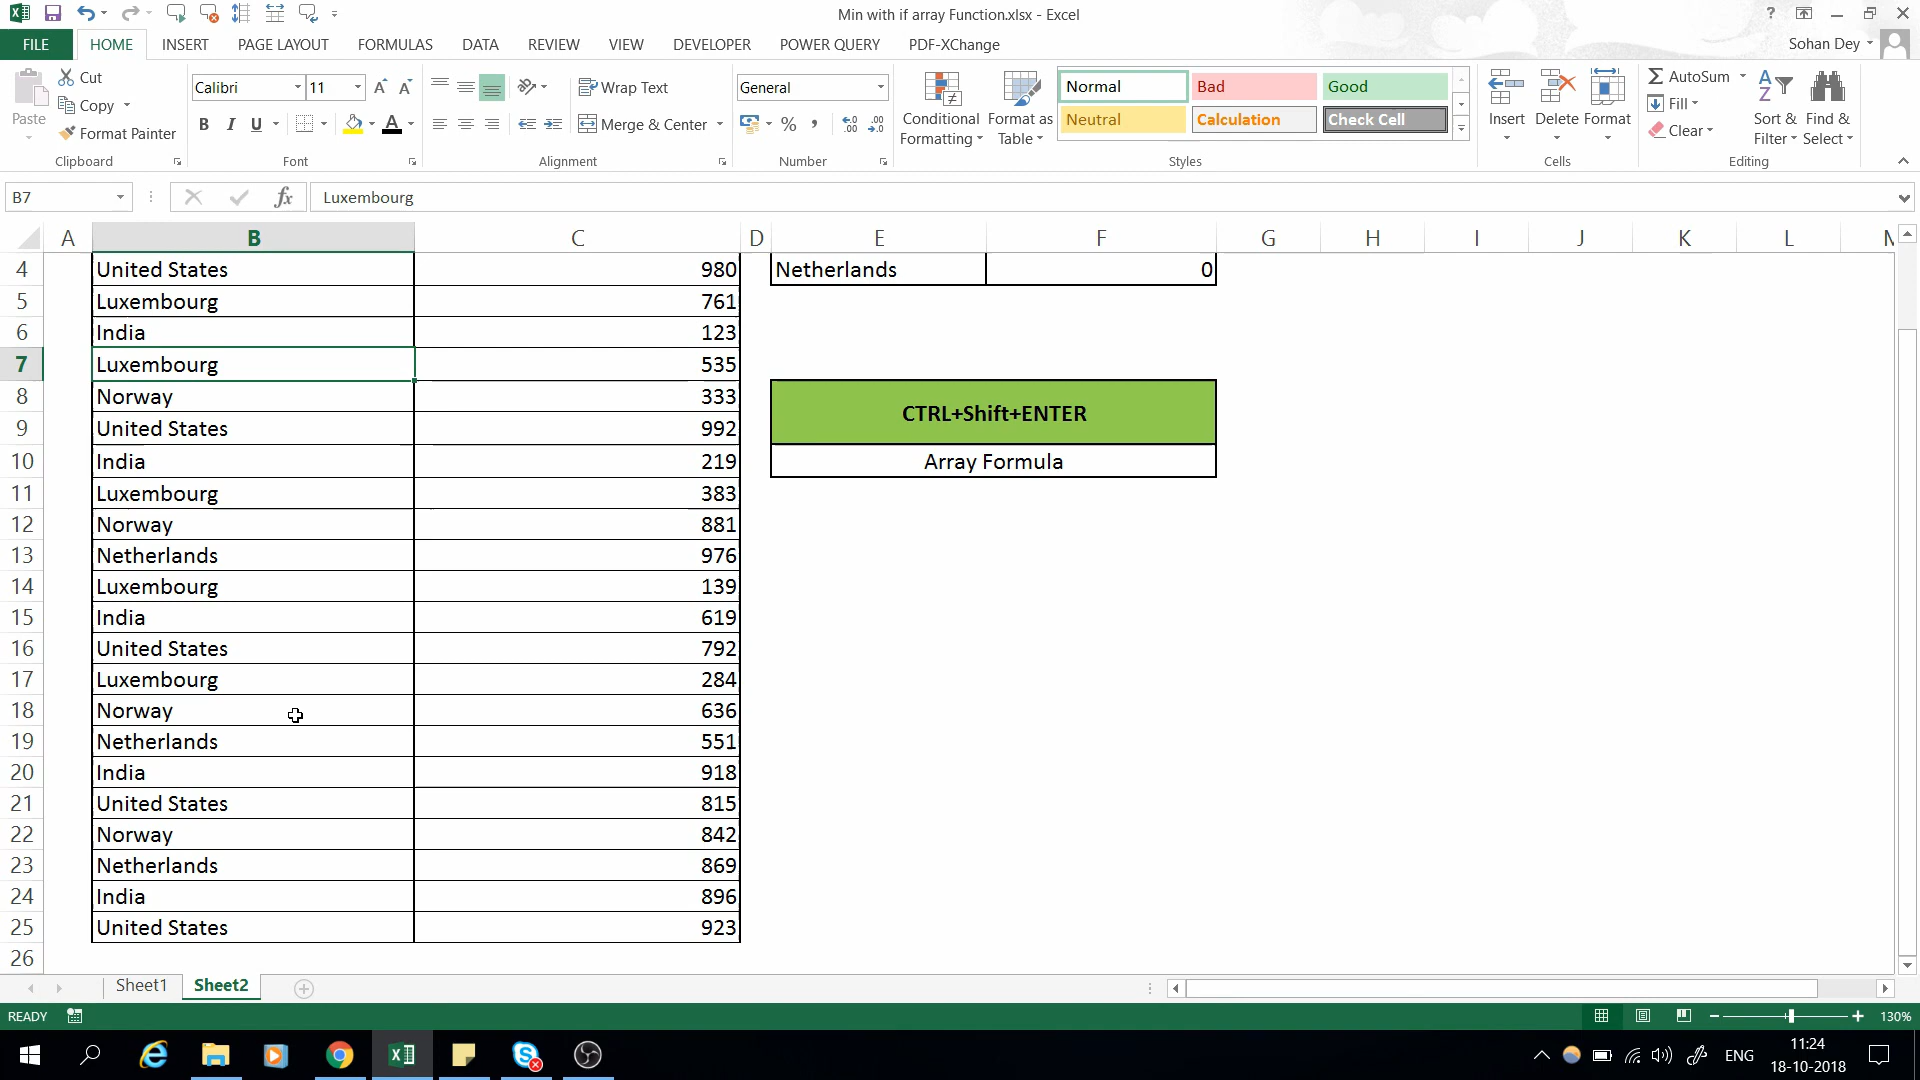 Min with if array Function.xlsx - Excel
?
FILE HOME INSERT PAGE LAYOUT FORMULAS DATA REVIEW VIEW DEVELOPER POWER QUERY PDF-XChange Sohan Dey
Paste Cut Copy Format Painter
Calibri 11
B I U A
Wrap Text
Merge & Center
General
%
Conditional Formatting
Format as Table
Normal Bad Good
Neutral Calculation Check Cell
Insert Delete Format
AutoSum
Fill
Clear
Sort & Filter
Find & Select
Clipboard Font Alignment Number Styles Cells Editing
B7 fx Luxembourg
A B C D E F G H I J K L
4 United States 980 Netherlands 0
5 Luxembourg 761
6 India 123
7 Luxembourg 535
8 Norway 333
CTRL+Shift+ENTER
9 United States 992
10 India 219 Array Formula
11 Luxembourg 383
12 Norway 881
13 Netherlands 976
14 Luxembourg 139
15 India 619
16 United States 792
17 Luxembourg 284
18 Norway 636
19 Netherlands 551
20 India 918
21 United States 815
22 Norway 842
23 Netherlands 869
24 India 896
25 United States 923
26
Sheet1 Sheet2
READY 130%
ENG 11:24
18-10-2018